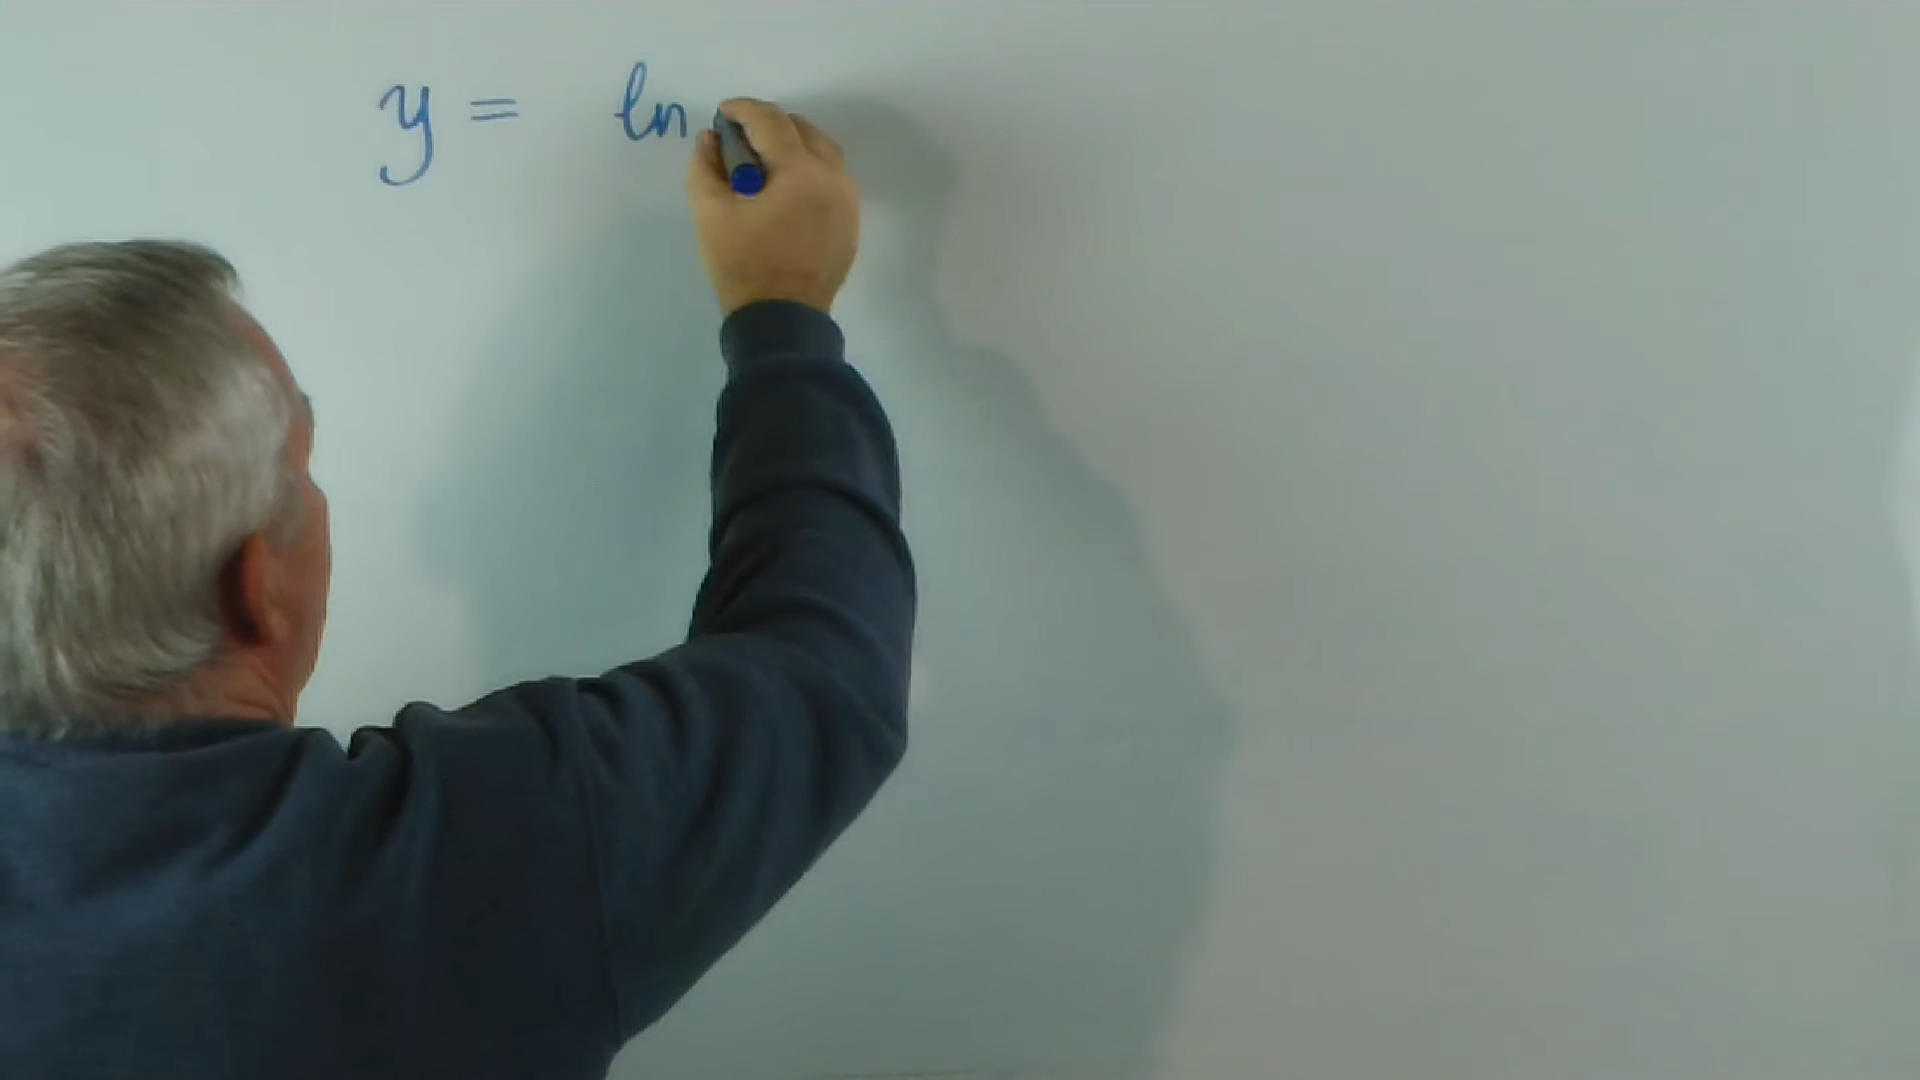 y = ln